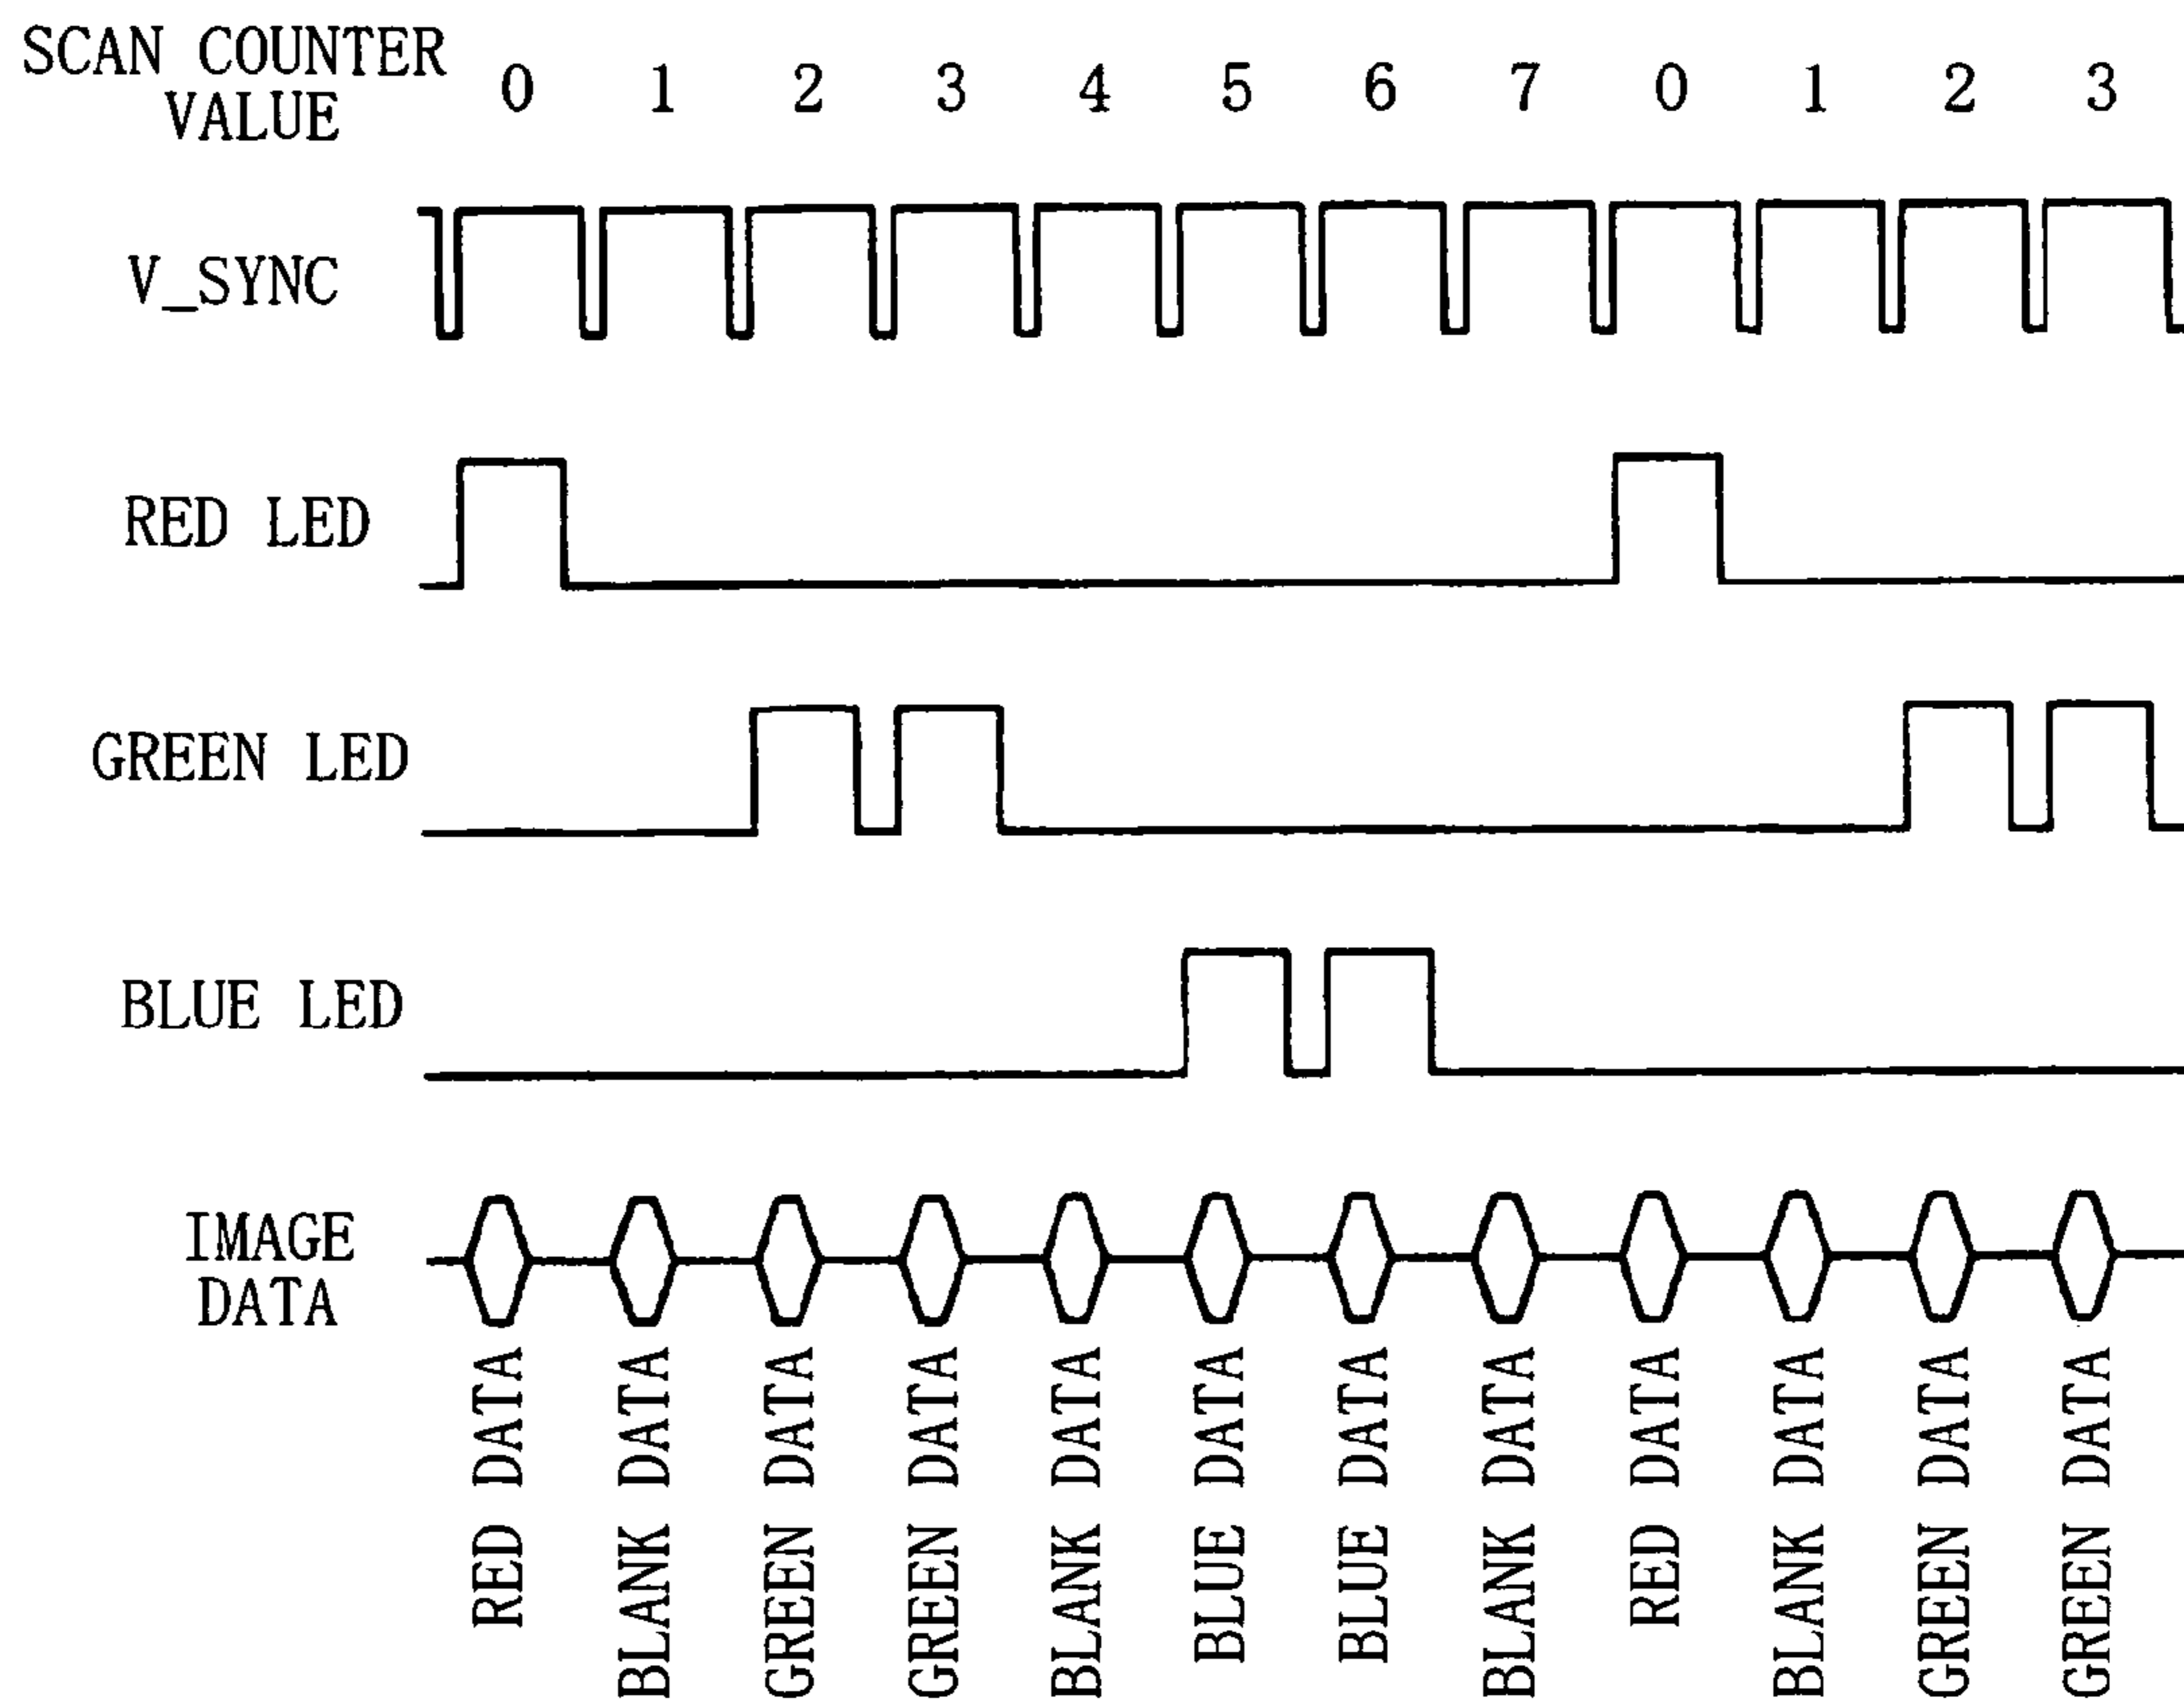 SCAN COUNTER
VALUE
0 1 2 3 4 5 6 7 0 1 2 3
V_SYNC
RED LED
GREEN LED
BLUE LED
IMAGE
DATA
RED DATA
BLANK DATA
GREEN DATA
GREEN DATA
BLANK DATA
BLUE DATA
BLUE DATA
BLANK DATA
RED DATA
BLANK DATA
GREEN DATA
GREEN DATA